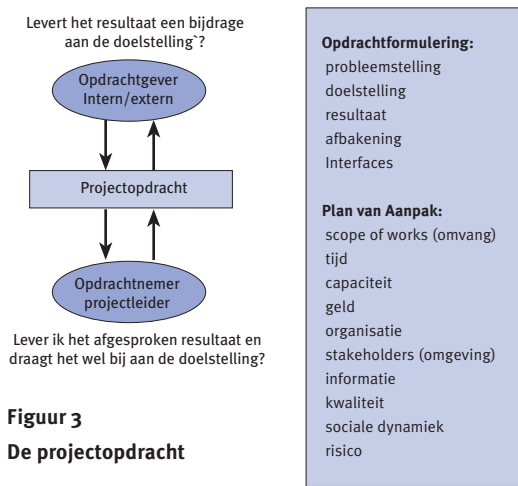 Levert het resultaat een bijdrage
aan de doelstelling`?
Opdrachtgever
Intern/extern
Projectopdracht
Opdrachtnemer
projectleider
Lever ik het afgesproken resultaat en
draagt het wel bij aan de doelstelling?
Figuur 3
De projectopdracht
Opdrachtformulering:
probleemstelling
doelstelling
resultaat
afbakening
Interfaces
Plan van Aanpak:
scope of works (omvang)
tijd
capaciteit
geld
organisatie
stakeholders (omgeving)
informatie
kwaliteit
sociale dynamiek
risico